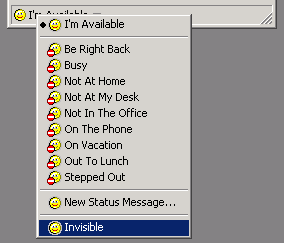 I'm Available
I'm Available
Be Right Back
Busy
Not At Home
Not At My Desk
Not In The Office
On The Phone
On Vacation
Out To Lunch
Stepped Out
New Status Message...
Invisible